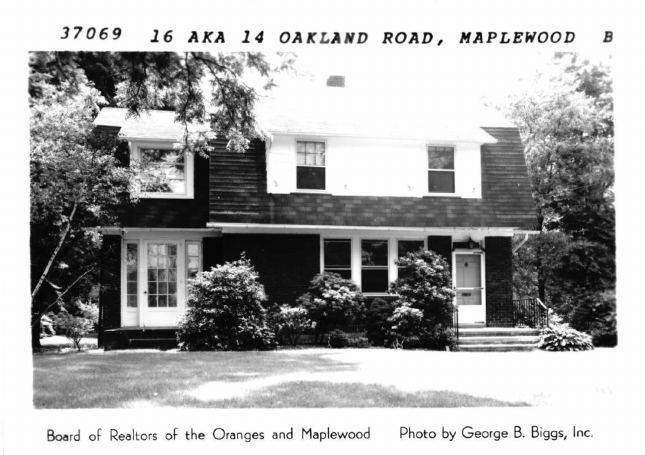 37069 16 AKA 14 OAKLAND ROAD, MAPLEWOOD B
Board of Realtors of the Oranges and Maplewood Photo by George B. Biggs, Inc.